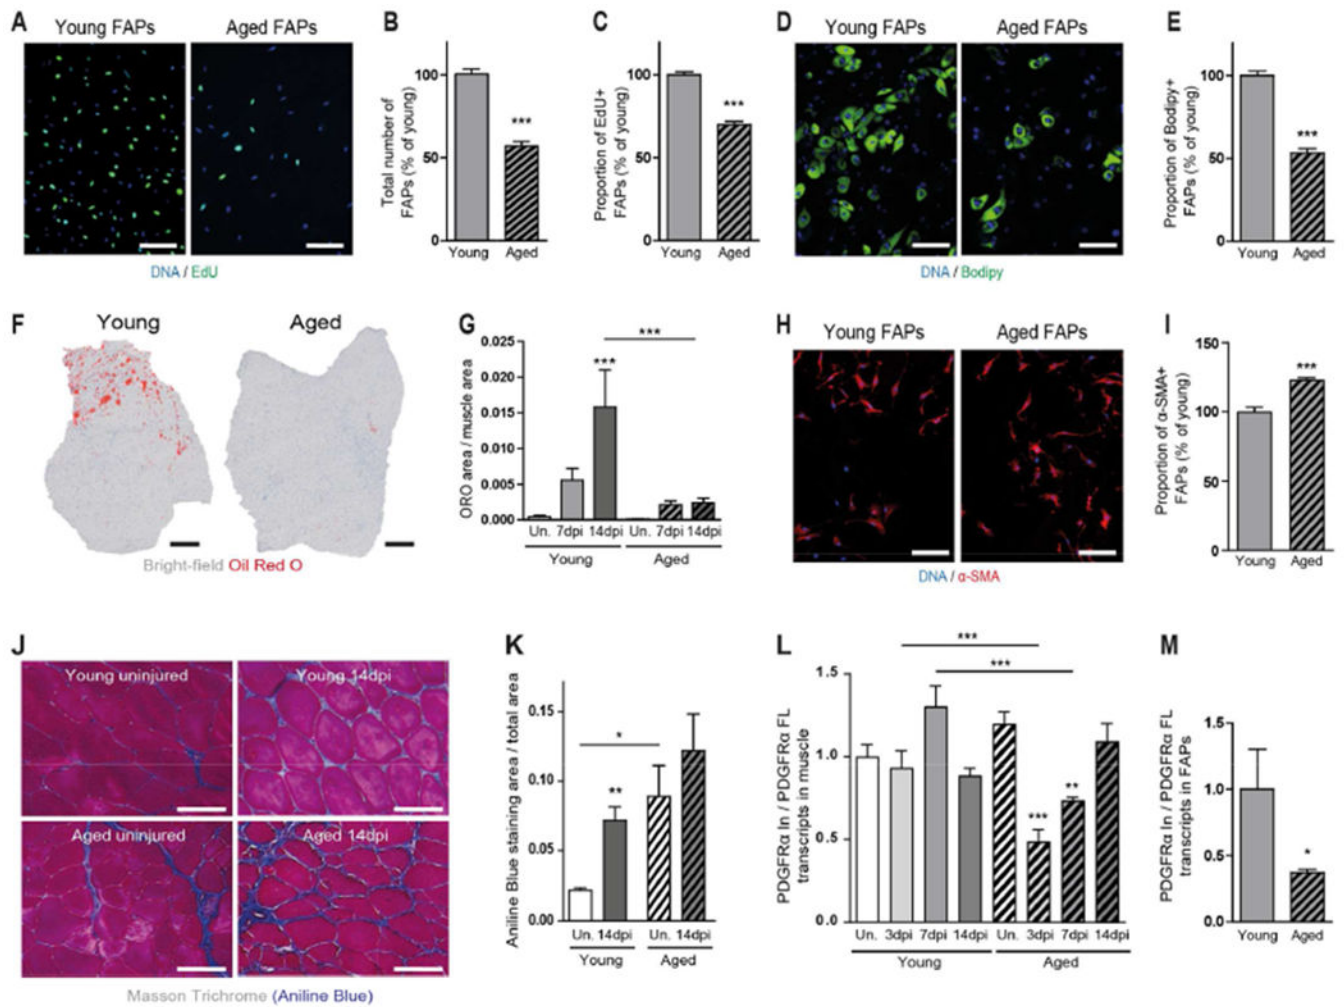 A
Young FAPs
Aged FAPs
DNA / EdU
B
Total number of
FAPs (% of young)
100
50
0
***
Young
Aged
C
Proportion of EdU+
FAPs (% of young)
100
50
0
***
Young
Aged
D
Young FAPs
Aged FAPs
DNA / Bodipy
E
Proportion of Bodipy+
FAPs (% of young)
100
50
0
***
Young
Aged
F
Young
Aged
Bright-field Oil Red O
G
ORO area / muscle area
0.025
0.020
0.015
0.010
0.005
0.000
***
***
Un. 7dpi 14dpi Un. 7dpi 14dpi
Young
Aged
H
Young FAPs
Aged FAPs
DNA / α-SMA
I
Proportion of α-SMA+
FAPs (% of young)
150
100
50
0
***
Young
Aged
J
Young uninjured
Young 14dpi
Aged uninjured
Aged 14dpi
Masson Trichrome (Aniline Blue)
K
Aniline Blue staining area / total area
0.15
0.10
0.05
0.00
*
**
Un. 14dpi Un. 14dpi
Young
Aged
L
PDGFRα In / PDGFRα FL
transcripts in muscle
1.5
1.0
0.5
0.0
***
***
***
**
Un. 3dpi 7dpi 14dpi Un. 3dpi 7dpi 14dpi
Young
Aged
M
PDGFRα In / PDGFRα FL
transcripts in FAPs
1.5
1.0
0.5
0.0
*
Young
Aged